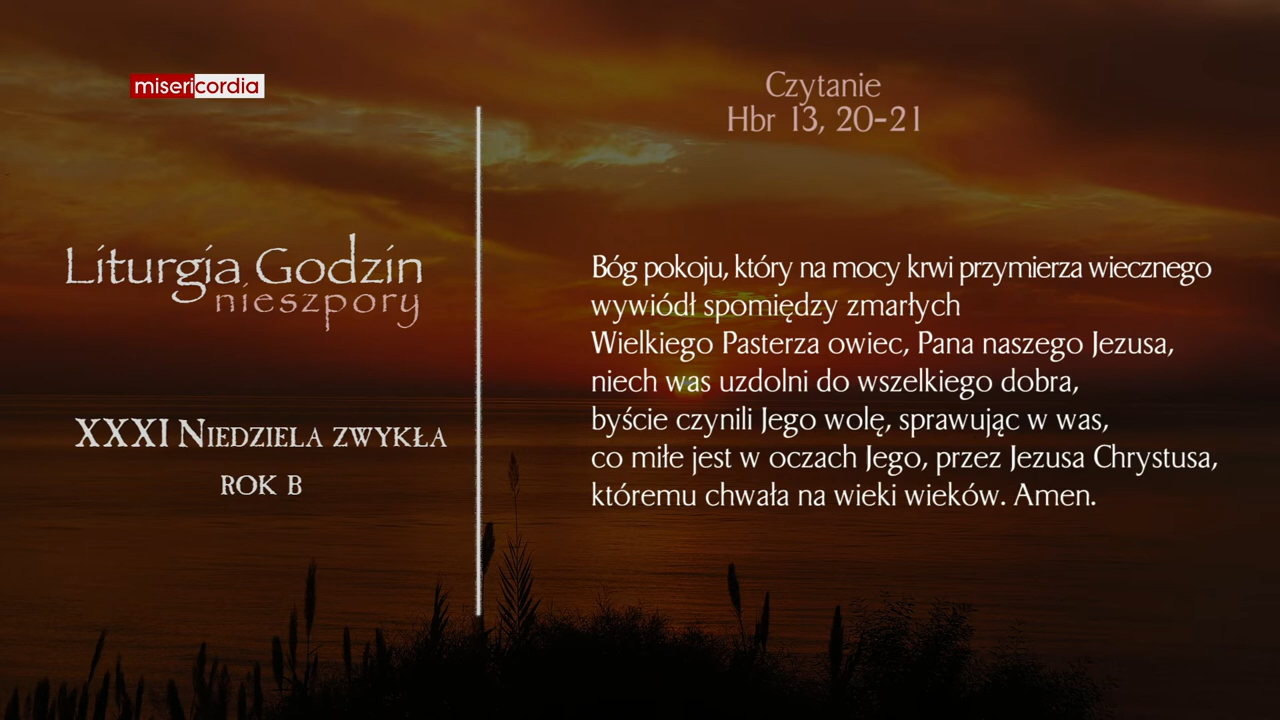 misericordia
Liturgia Godzin
nieszpory
XXXI Niedziela zwykła
rok B
Czytanie
Hbr 13, 20-21
Bóg pokoju, który na mocy krwi przymierza wiecznego
wywiódł spomiędzy zmarłych
Wielkiego Pasterza owiec, Pana naszego Jezusa,
niech was uzdolni do wszelkiego dobra,
byście czynili Jego wolę, sprawując w was,
co miłe jest w oczach Jego, przez Jezusa Chrystusa,
któremu chwała na wieki wieków. Amen.